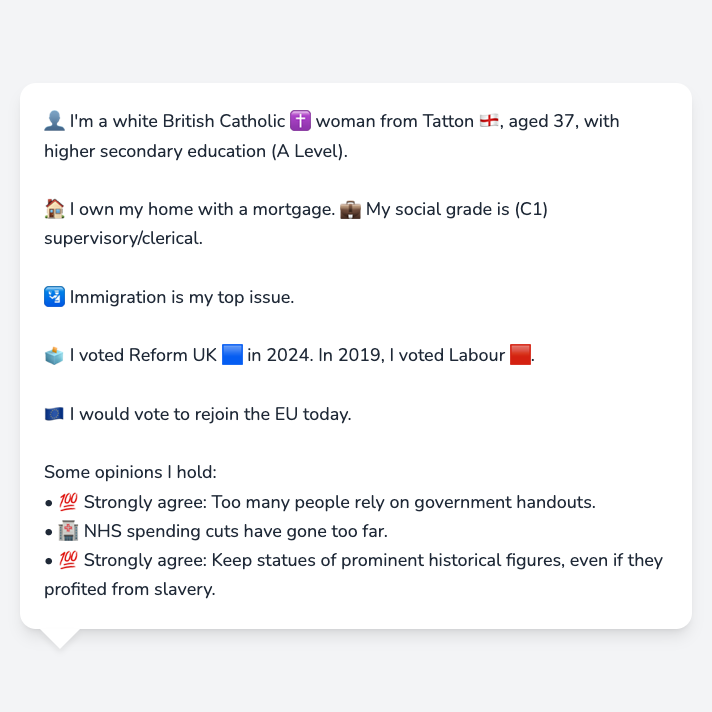 👤 I'm a white British Catholic ✝️ woman from Tatton 🏴󠁧󠁢󠁥󠁮󠁧󠁿, aged 37, with
higher secondary education (A Level).
🏠 I own my home with a mortgage. 💼 My social grade is (C1)
supervisory/clerical.
🛂 Immigration is my top issue.
🗳️ I voted Reform UK 🟦 in 2024. In 2019, I voted Labour 🟥.
🇪🇺 I would vote to rejoin the EU today.
Some opinions I hold:
• 💯 Strongly agree: Too many people rely on government handouts.
• 🏥 NHS spending cuts have gone too far.
• 💯 Strongly agree: Keep statues of prominent historical figures, even if they
profited from slavery.